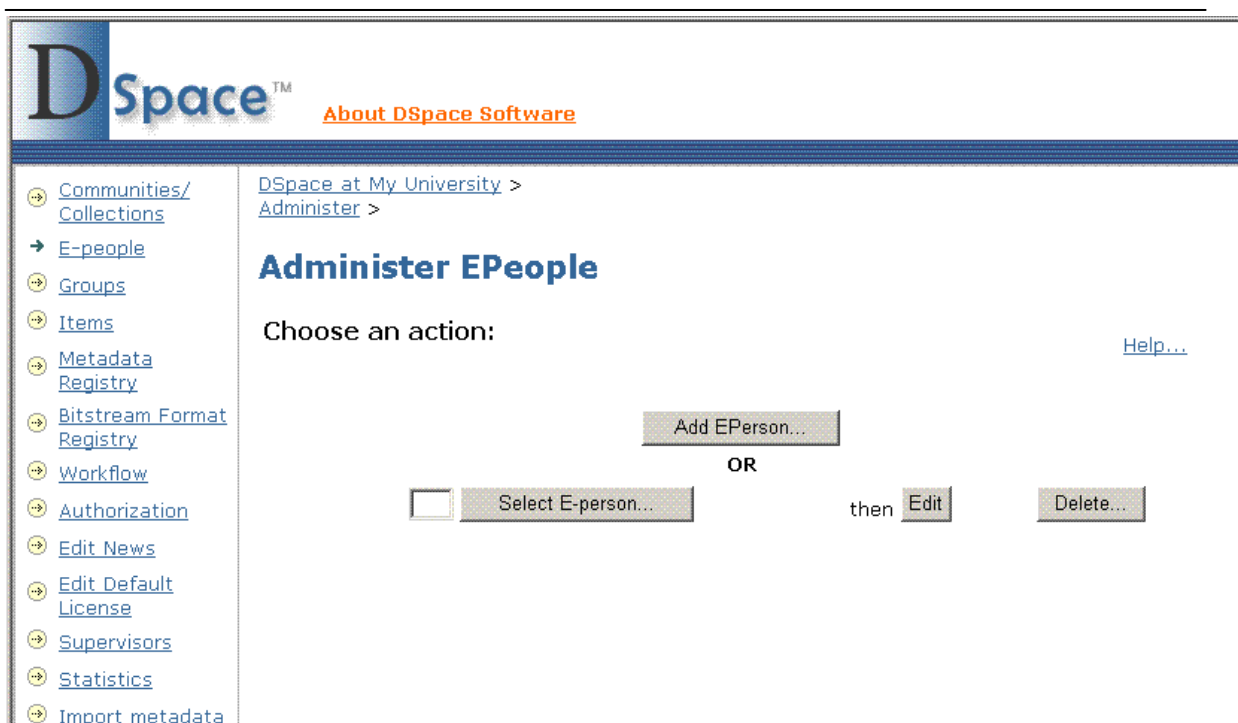 DSpace™
About DSpace Software
Communities/
Collections
E-people
Groups
Items
Metadata
Registry
Bitstream Format
Registry
Workflow
Authorization
Edit News
Edit Default
License
Supervisors
Statistics
Import metadata
DSpace at My University >
Administer >
Administer EPeople
Choose an action:
Help...
Add EPerson...
OR
Select E-person...
then Edit Delete...